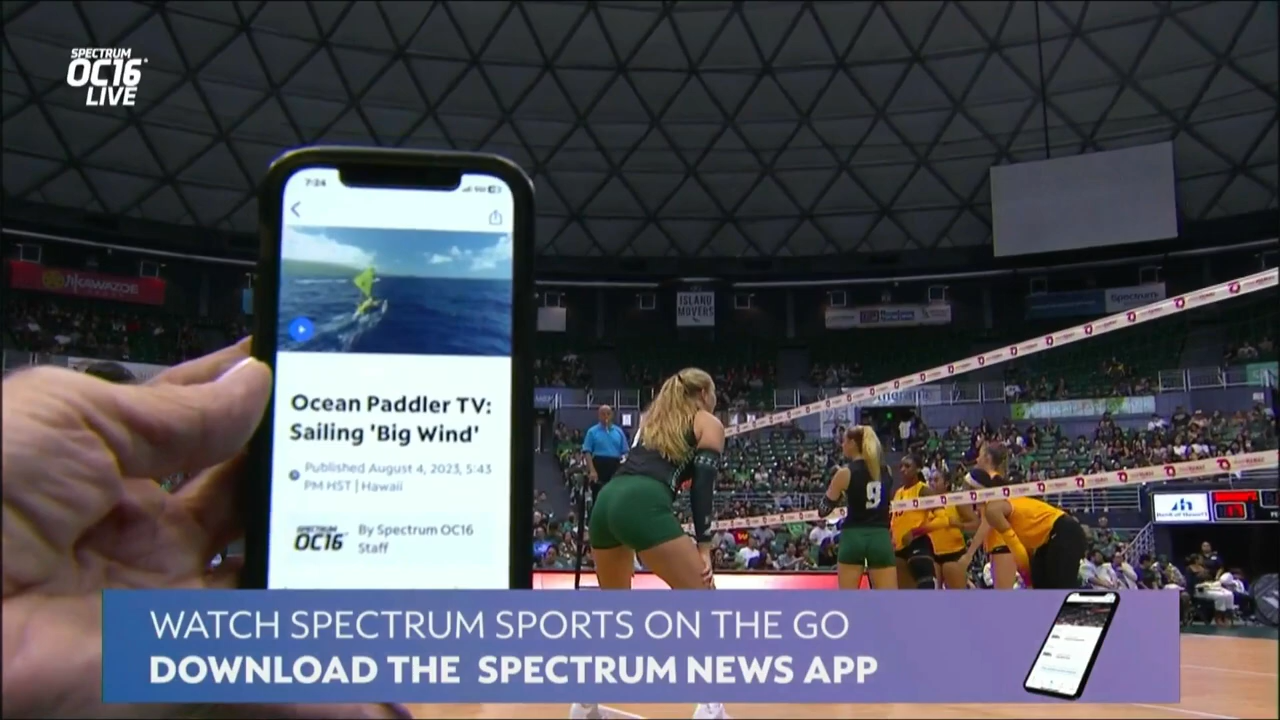 SPECTRUM
OC16
LIVE
7:24
Ocean Paddler TV:
Sailing 'Big Wind'
Published August 4, 2023, 5:43
PM HST | Hawaii
SPECTRUM
OC16
By Spectrum OC16
Staff
ISLAND
MOVERS
Spectrum
9
WATCH SPECTRUM SPORTS ON THE GO
DOWNLOAD THE SPECTRUM NEWS APP